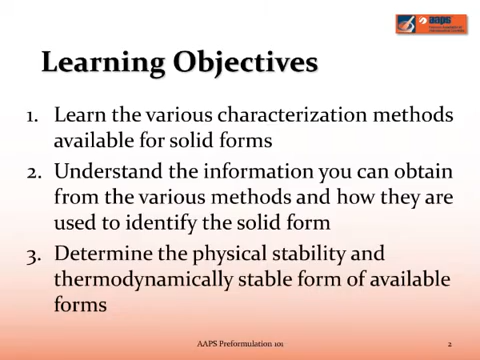 aaps
Learning Objectives
1. Learn the various characterization methods
available for solid forms
2. Understand the information you can obtain
from the various methods and how they are
used to identify the solid form
3. Determine the physical stability and
thermodynamically stable form of available
forms
AAPS Preformulation 101
2